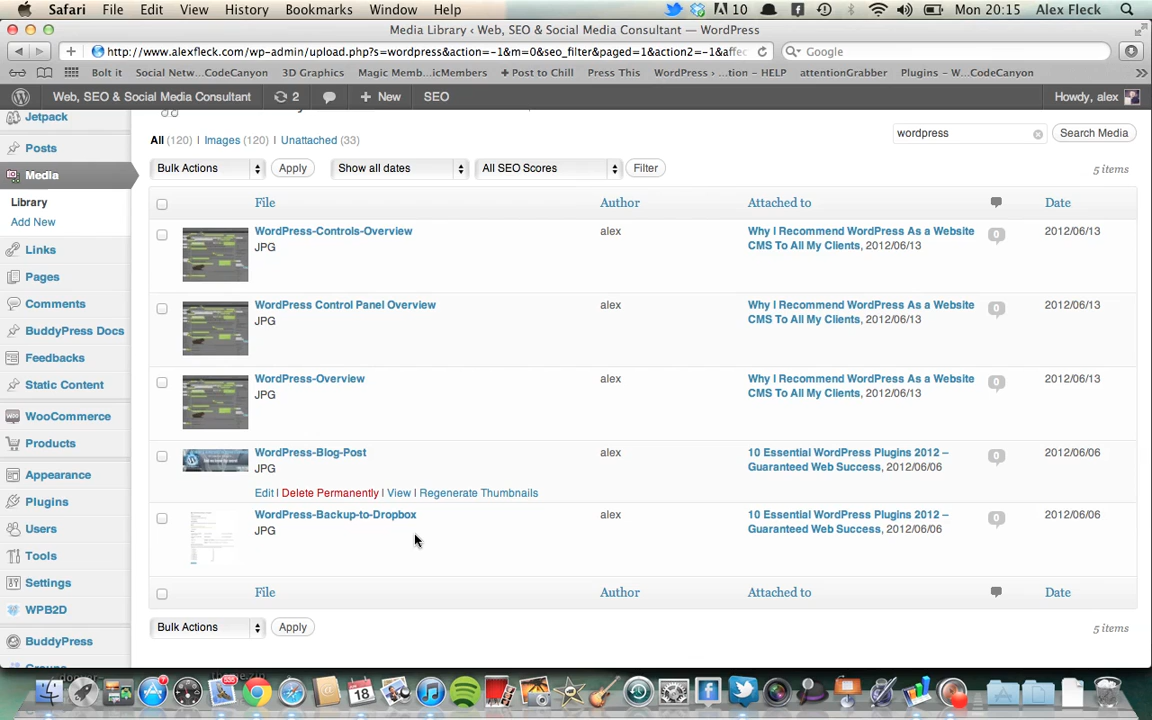 Safari File Edit View History Bookmarks Window Help 10 Mon 20:15 Alex Fleck
Media Library ‹ Web, SEO & Social Media Consultant — WordPress
http://www.alexfleck.com/wp-admin/upload.php?s=wordpress&action=-1&m=0&seo_filter&paged=1&action2=-1&affec Google
Bolt it Social Netw...CodeCanyon 3D Graphics Magic Memb...icMembers + Post to Chill Press This WordPress › ...tion – HELP attentionGrabber Plugins – W...CodeCanyon
Web, SEO & Social Media Consultant 2 + New SEO Howdy, alex
Jetpack
Posts
Media
Library
Add New
Links
Pages
Comments
BuddyPress Docs
Feedbacks
Static Content
WooCommerce
Products
Appearance
Plugins
Users
Tools
Settings
WPB2D
BuddyPress
All (120) | Images (120) | Unattached (33)
wordpress Search Media
Bulk Actions Apply Show all dates All SEO Scores Filter 5 items
File Author Attached to Date
WordPress-Controls-Overview alex Why I Recommend WordPress As a Website 0 2012/06/13
JPG CMS To All My Clients, 2012/06/13
WordPress Control Panel Overview alex Why I Recommend WordPress As a Website 0 2012/06/13
JPG CMS To All My Clients, 2012/06/13
WordPress-Overview alex Why I Recommend WordPress As a Website 0 2012/06/13
JPG CMS To All My Clients, 2012/06/13
WordPress-Blog-Post alex 10 Essential WordPress Plugins 2012 – 0 2012/06/06
JPG Guaranteed Web Success, 2012/06/06
Edit | Delete Permanently | View | Regenerate Thumbnails
WordPress-Backup-to-Dropbox alex 10 Essential WordPress Plugins 2012 – 0 2012/06/06
JPG Guaranteed Web Success, 2012/06/06
File Author Attached to Date
Bulk Actions Apply 5 items
18